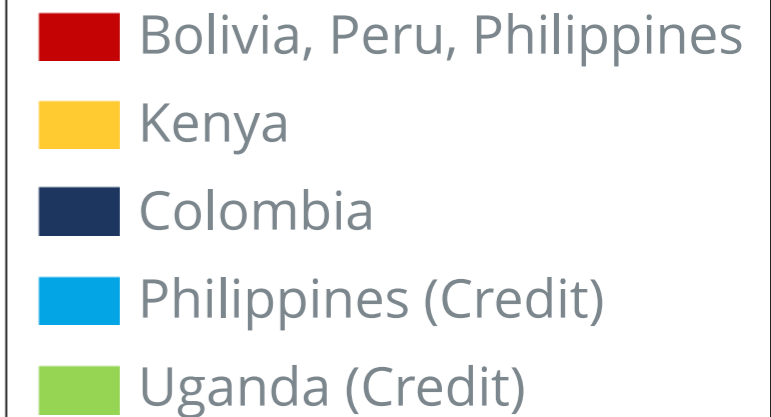 Bolivia, Peru, Philippines
Kenya
Colombia
Philippines (Credit)
Uganda (Credit)